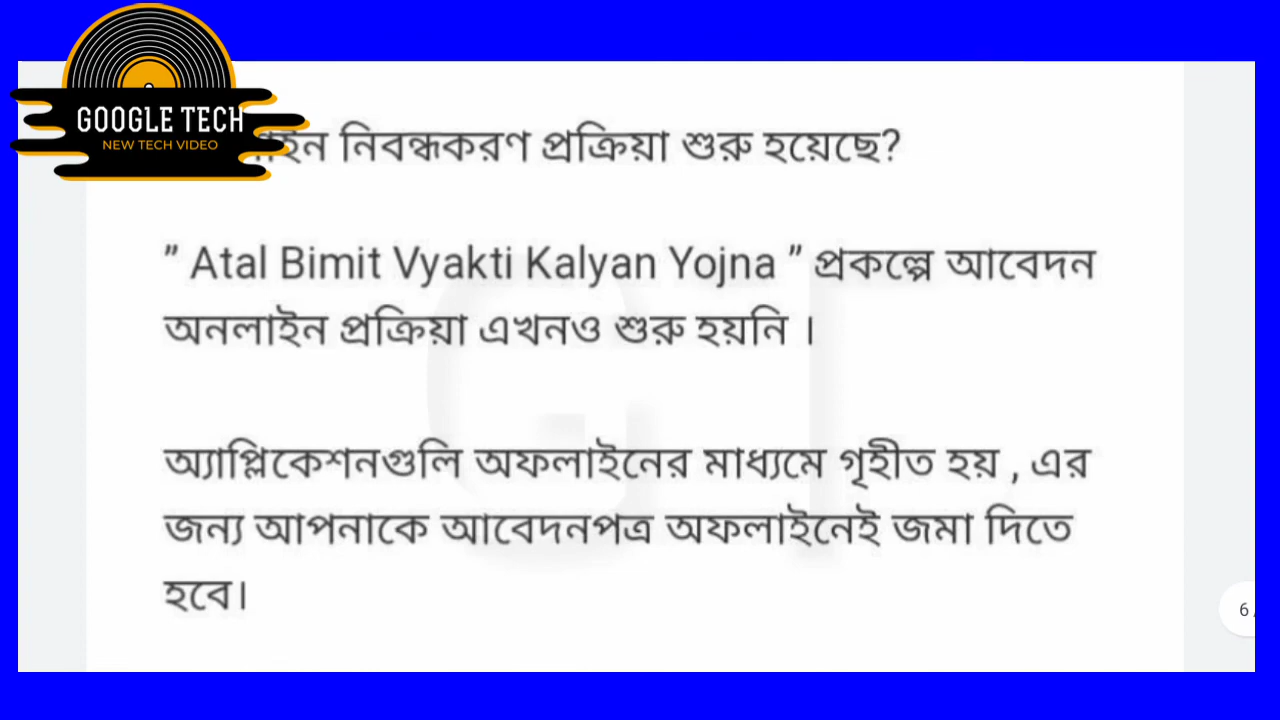 GOOGLE TECH
NEW TECH VIDEO
নিবন্ধকরণ প্রক্রিয়া শুরু হয়েছে?
” Atal Bimit Vyakti Kalyan Yojna ” প্রকল্পে আবেদন
অনলাইন প্রক্রিয়া এখনও শুরু হয়নি ।
অ্যাপ্লিকেশনগুলি অফলাইনের মাধ্যমে গৃহীত হয় , এর
জন্য আপনাকে আবেদনপত্র অফলাইনেই জমা দিতে
হবে।
6